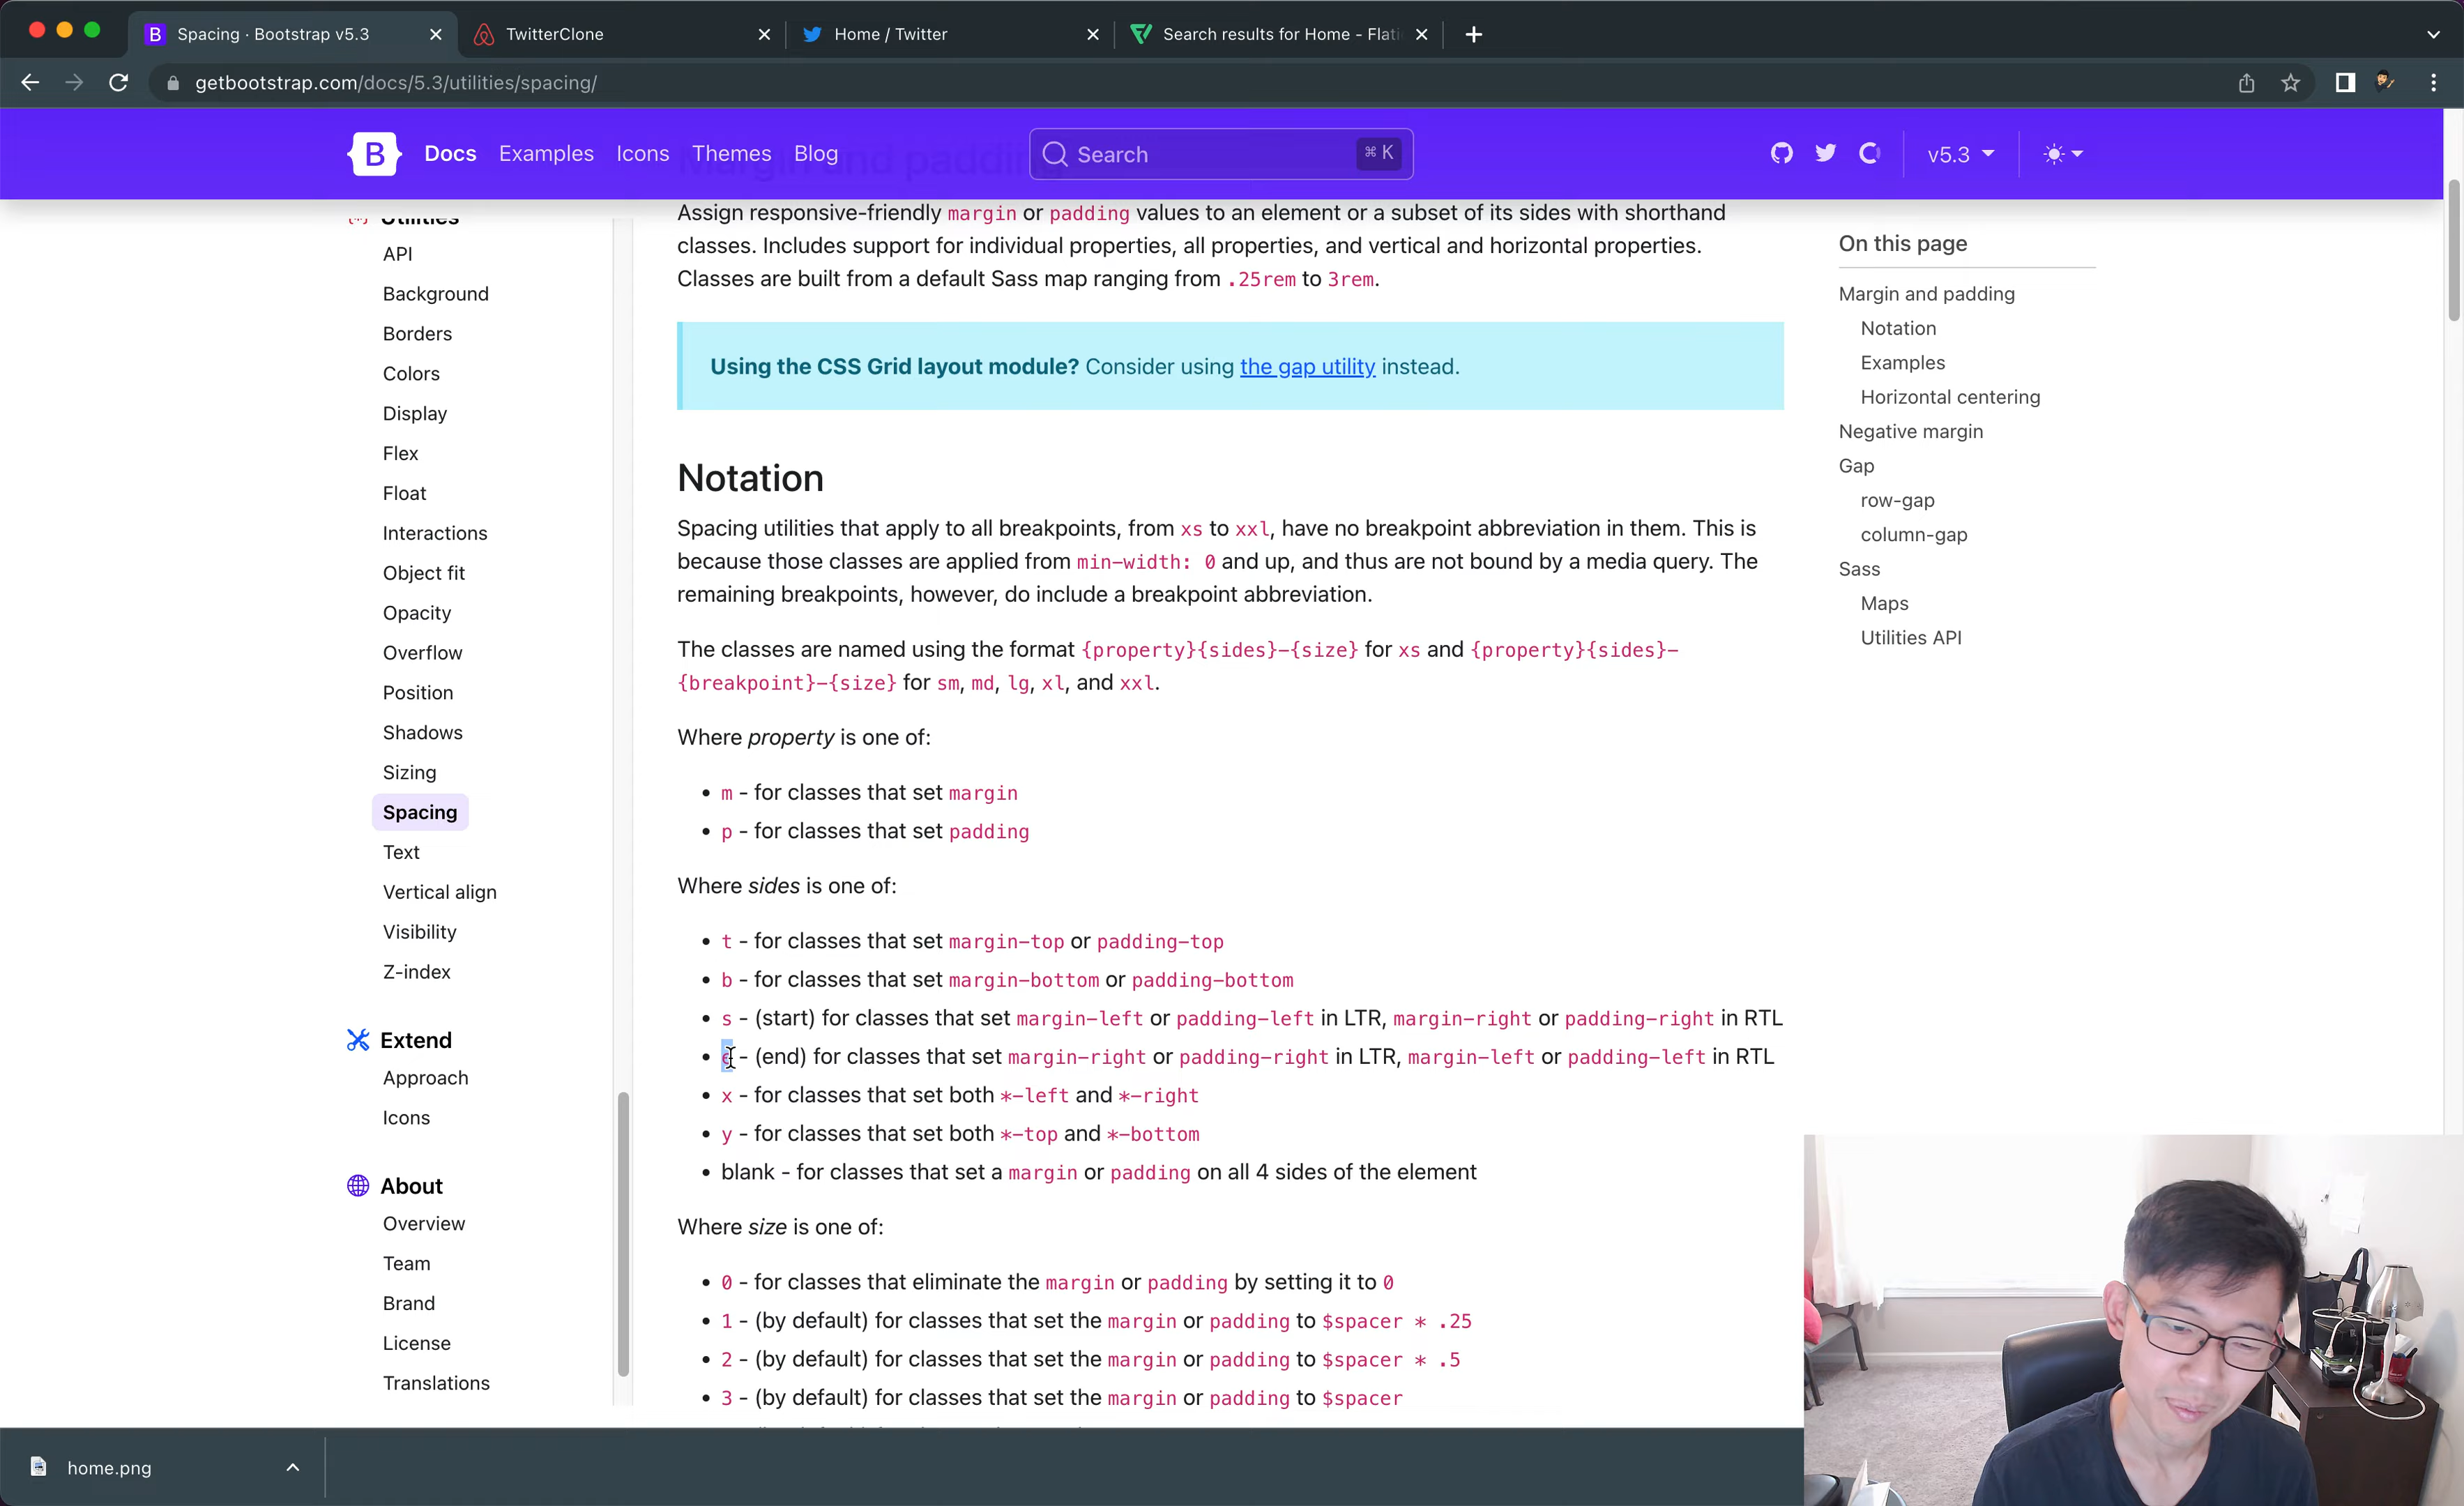 Spacing · Bootstrap v5.3
TwitterClone
Home / Twitter
Search results for Home - Flati
getbootstrap.com/docs/5.3/utilities/spacing/
B
Docs
Examples
Icons
Themes
Blog
Search
⌘ K
v5.3
Margin and padding
Utilities
API
Background
Borders
Colors
Display
Flex
Float
Interactions
Object fit
Opacity
Overflow
Position
Shadows
Sizing
Spacing
Text
Vertical align
Visibility
Z-index
Extend
Approach
Icons
About
Overview
Team
Brand
License
Translations
Assign responsive-friendly margin or padding values to an element or a subset of its sides with shorthand
classes. Includes support for individual properties, all properties, and vertical and horizontal properties.
Classes are built from a default Sass map ranging from .25rem to 3rem.
Using the CSS Grid layout module? Consider using the gap utility instead.
Notation
Spacing utilities that apply to all breakpoints, from xs to xxl, have no breakpoint abbreviation in them. This is
because those classes are applied from min-width: 0 and up, and thus are not bound by a media query. The
remaining breakpoints, however, do include a breakpoint abbreviation.
The classes are named using the format {property}{sides}-{size} for xs and {property}{sides}-
{breakpoint}-{size} for sm, md, lg, xl, and xxl.
Where property is one of:
• m - for classes that set margin
• p - for classes that set padding
Where sides is one of:
• t - for classes that set margin-top or padding-top
• b - for classes that set margin-bottom or padding-bottom
• s - (start) for classes that set margin-left or padding-left in LTR, margin-right or padding-right in RTL
• e - (end) for classes that set margin-right or padding-right in LTR, margin-left or padding-left in RTL
• x - for classes that set both *-left and *-right
• y - for classes that set both *-top and *-bottom
• blank - for classes that set a margin or padding on all 4 sides of the element
Where size is one of:
• 0 - for classes that eliminate the margin or padding by setting it to 0
• 1 - (by default) for classes that set the margin or padding to $spacer * .25
• 2 - (by default) for classes that set the margin or padding to $spacer * .5
• 3 - (by default) for classes that set the margin or padding to $spacer
On this page
Margin and padding
Notation
Examples
Horizontal centering
Negative margin
Gap
row-gap
column-gap
Sass
Maps
Utilities API
home.png